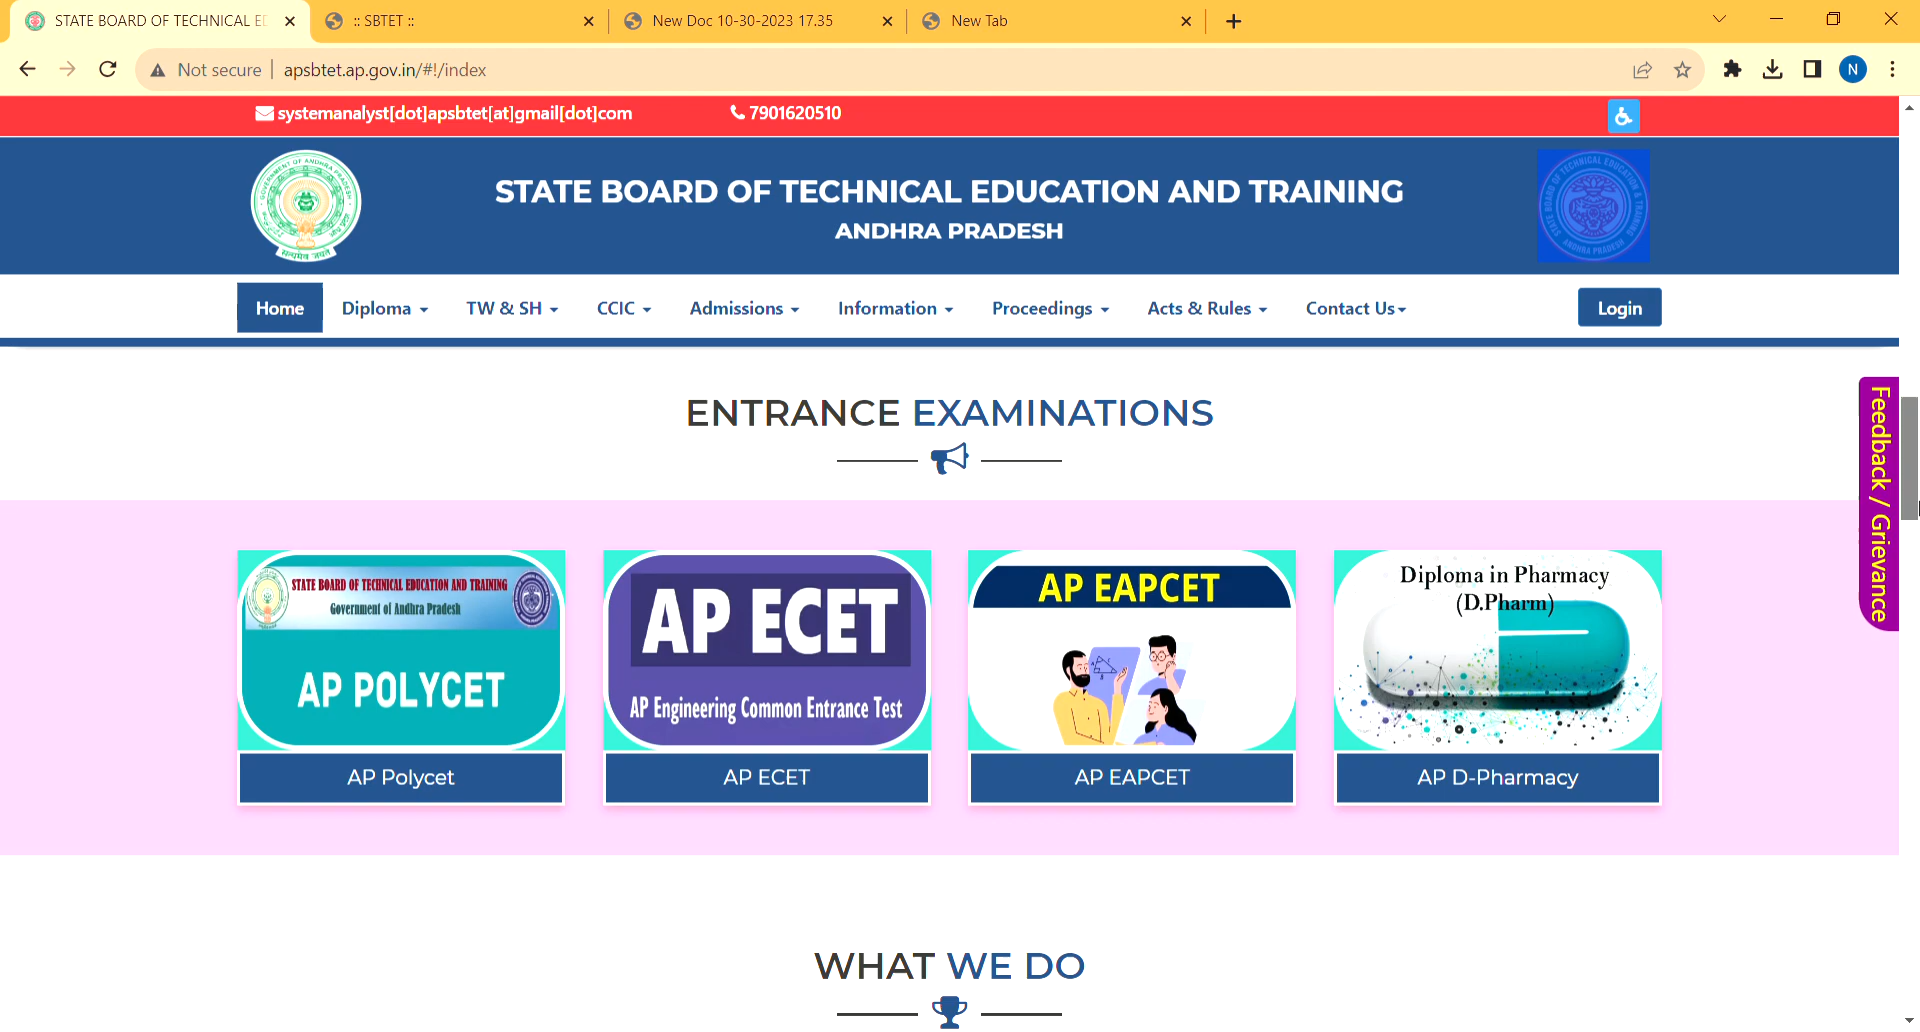 STATE BOARD OF TECHNICAL E
:: SBTET ::
New Doc 10-30-2023 17.35
New Tab
Not secure
apsbtet.ap.gov.in/#!/index
N
systemanalyst[dot]apsbtet[at]gmail[dot]com
7901620510
STATE BOARD OF TECHNICAL EDUCATION AND TRAINING
ANDHRA PRADESH
Home
Diploma
TW & SH
CCIC
Admissions
Information
Proceedings
Acts & Rules
Contact Us
Login
ENTRANCE EXAMINATIONS
Feedback / Grievance
STATE BOARD OF TECHNICAL EDUCATION AND TRAINING
Government of Andhra Pradesh
AP POLYCET
AP ECET
AP Engineering Common Entrance Test
AP EAPCET
Diploma in Pharmacy
(D.Pharm)
AP Polycet
AP ECET
AP EAPCET
AP D-Pharmacy
WHAT WE DO